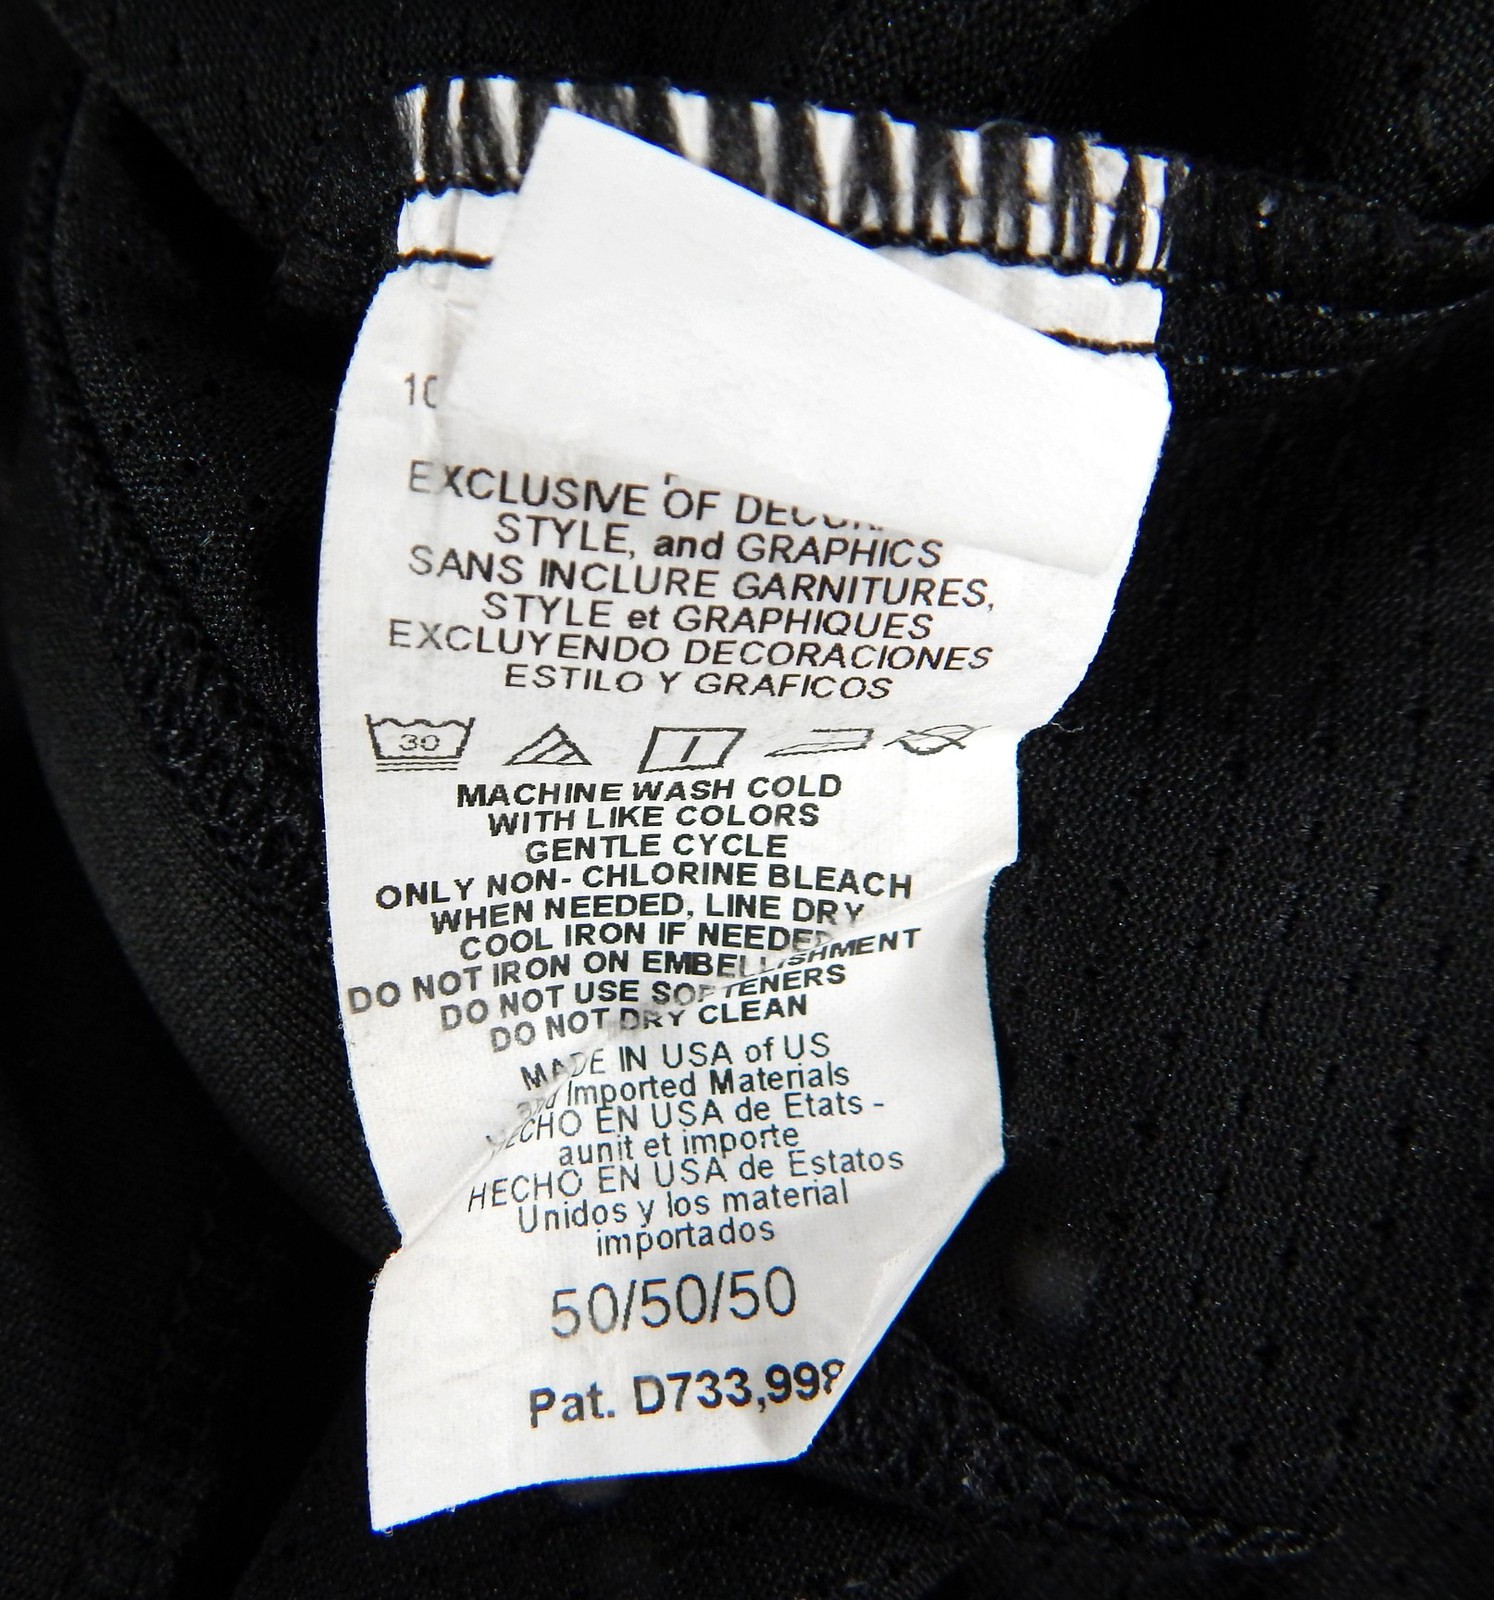 EXCLUSIVE OF
STYLE, and GRAPHICS
SANS INCLURE GARNITURES,
STYLE et GRAPHIQUES
EXCLUYENDO DECORACIONES
ESTILO Y GRAFICOS
30
MACHINE WASH COLD
WITH LIKE COLORS
GENTLE CYCLE
ONLY NON- CHLORINE BLEACH
WHEN NEEDED, LINE DRY
COOL IRON IF NEEDED
DO NOT IRON ON EMBELLISHMENT
DO NOT USE SOFTENERS
DO NOT DRY CLEAN
MADE IN USA of US
and Imported Materials
HECHO EN USA de Etats -
aunit et importe
HECHO EN USA de Estatos
Unidos y los material
importados
50/50/50
Pat. D733,998